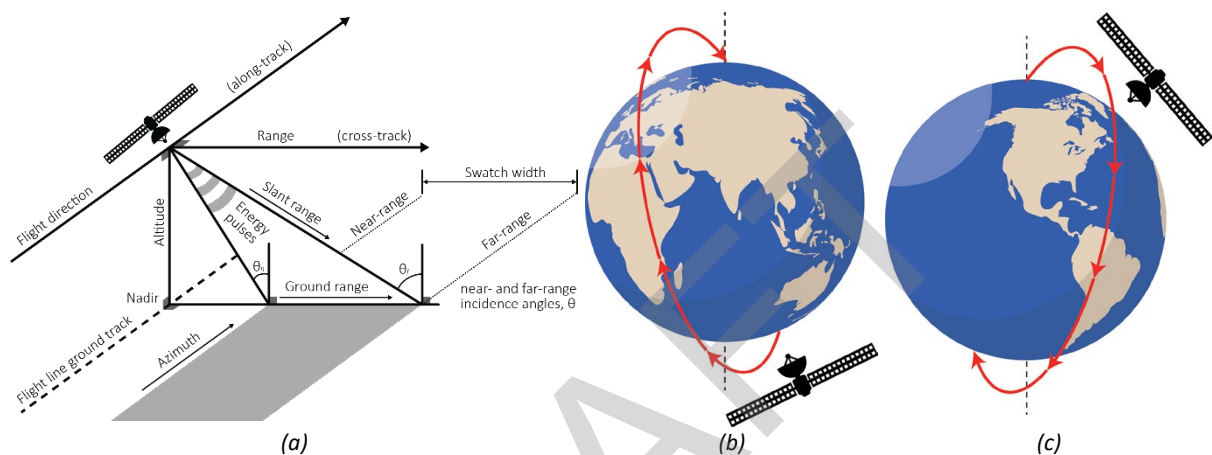 (along-track)
Range
(cross-track)
Flight direction
Altitude
Energy
pulses
Slant range
Near-range
Swatch width
Far-range
θn
θf
Nadir
Ground range
near- and far-range
incidence angles, θ
Flight line ground track
Azimuth
(a)
(b)
(c)